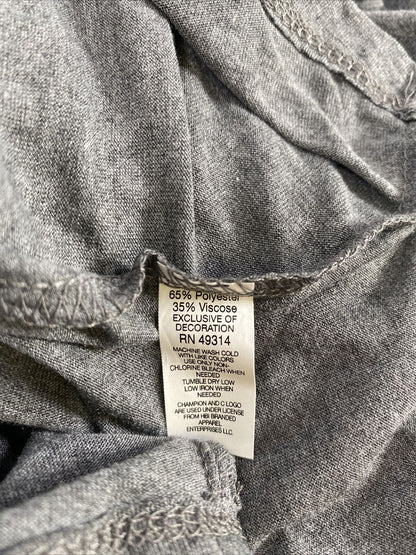 65% Polyester
35% Viscose
EXCLUSIVE OF
DECORATION
RN 49314
MACHINE WASH COLD
WITH LIKE COLORS
USE ONLY NON-
CHLORINE BLEACH WHEN
NEEDED
TUMBLE DRY LOW
LOW IRON WHEN
NEEDED
CHAMPION AND C LOGO
ARE USED UNDER LICENSE
FROM HBI BRANDED
APPAREL
ENTERPRISES LLC.